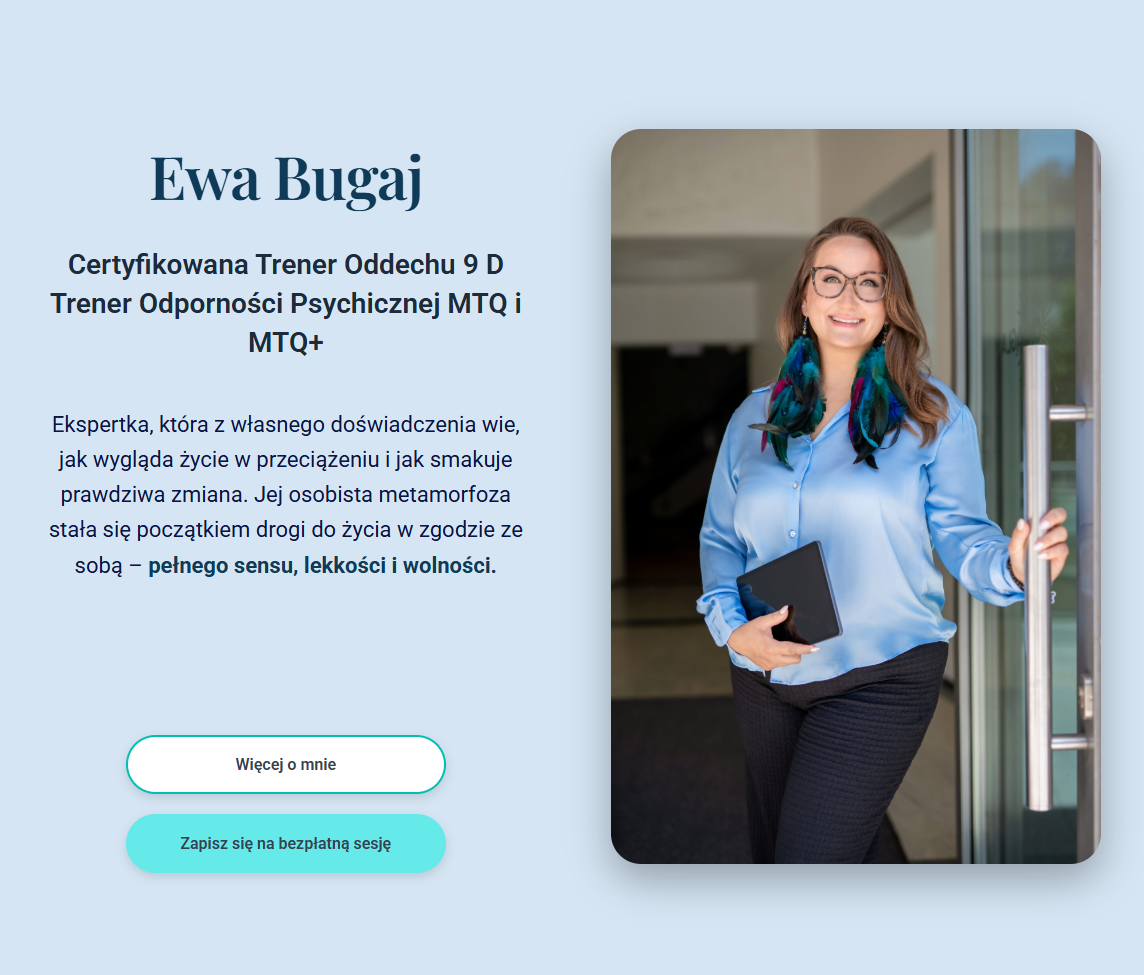 Ewa Bugaj
Certyfikowana Trener Oddechu 9 D
Trener Odporności Psychicznej MTQ i
MTQ+
Ekspertka, która z własnego doświadczenia wie,
jak wygląda życie w przeciążeniu i jak smakuje
prawdziwa zmiana. Jej osobista metamorfoza
stała się początkiem drogi do życia w zgodzie ze
sobą – pełnego sensu, lekkości i wolności.
Więcej o mnie
Zapisz się na bezpłatną sesję